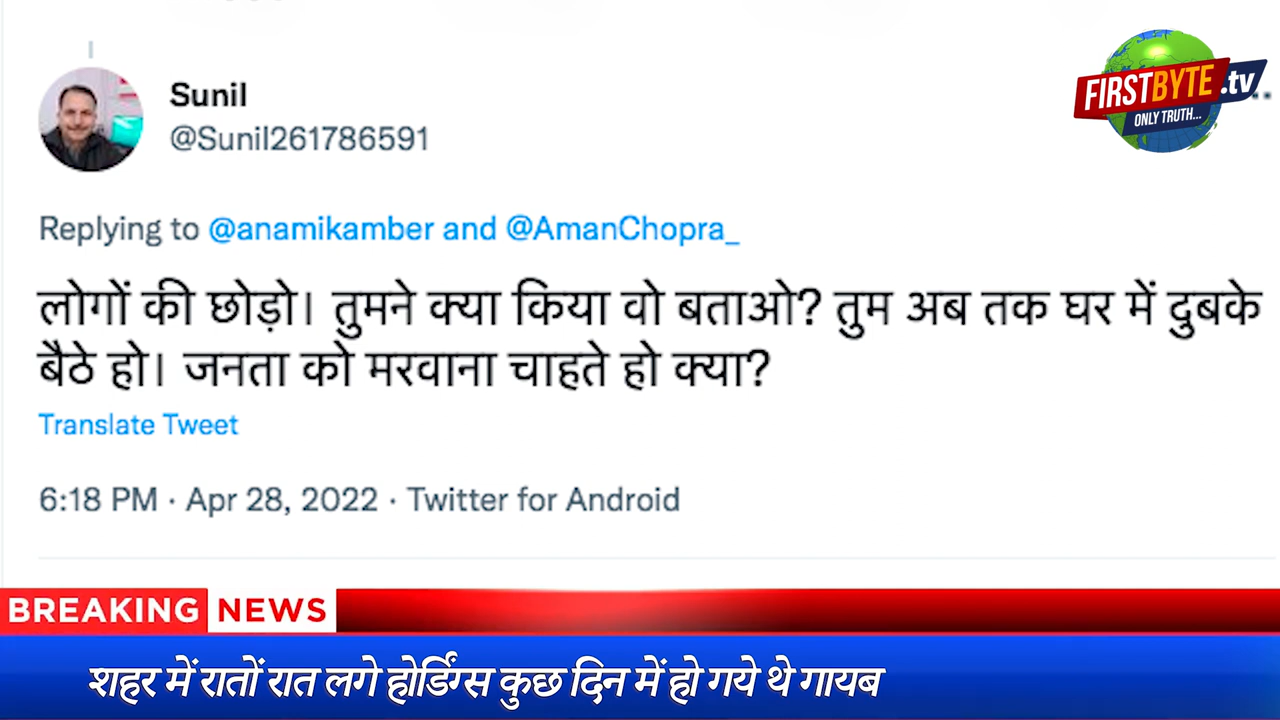 Sunil
@Sunil261786591
FIRSTBYTE.tv
ONLY TRUTH...
Replying to @anamikamber and @AmanChopra_
लोगों की छोड़ो। तुमने क्या किया वो बताओ? तुम अब तक घर में दुबके
बैठे हो। जनता को मरवाना चाहते हो क्या?
Translate Tweet
6:18 PM · Apr 28, 2022 · Twitter for Android
BREAKING NEWS
शहर में रातों रात लगे होर्डिंग्स कुछ दिन में हो गये थे गायब